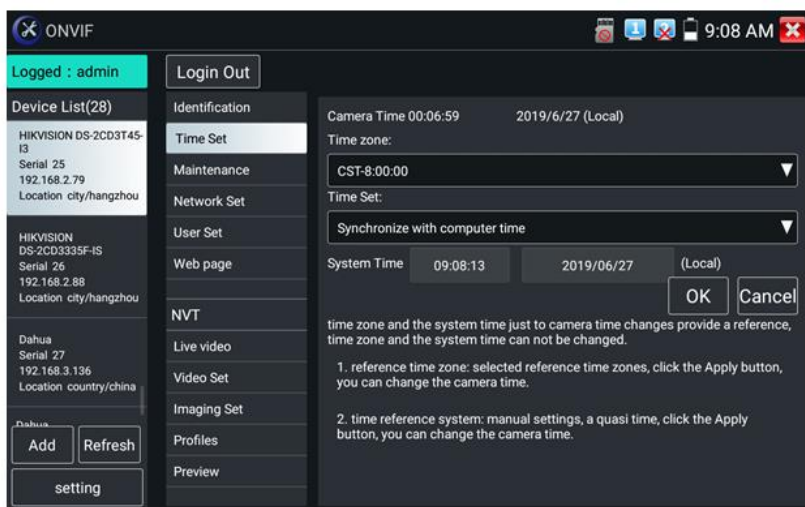 ONVIF
1
9:08 AM
Logged : admin
Login Out
Device List(28)
HIKVISION DS-2CD3T45-
I3
Serial 25
192.168.2.79
Location city/hangzhou
HIKVISION
DS-2CD3335F-IS
Serial 26
192.168.2.88
Location city/hangzhou
Dahua
Serial 27
192.168.3.136
Location country/china
Dahua
Add
Refresh
setting
Identification
Time Set
Maintenance
Network Set
User Set
Web page
NVT
Live video
Video Set
Imaging Set
Profiles
Preview
Camera Time 00:06:59 2019/6/27 (Local)
Time zone:
CST-8:00:00
Time Set:
Synchronize with computer time
System Time 09:08:13 2019/06/27 (Local)
OK Cancel
time zone and the system time just to camera time changes provide a reference,
time zone and the system time can not be changed.
1. reference time zone: selected reference time zones, click the Apply button,
you can change the camera time.
2. time reference system: manual settings, a quasi time, click the Apply
button, you can change the camera time.